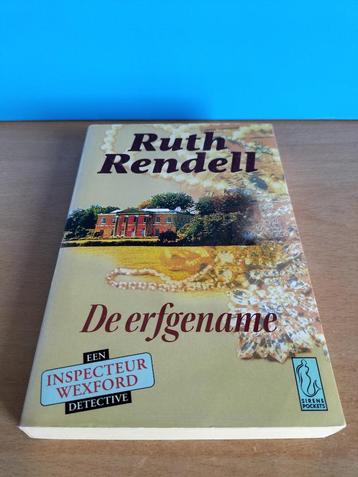 Ruth
Rendell
De erfgename
EEN
INSPECTEUR
WEXFORD
DETECTIVE
SIRENE
POCKETS